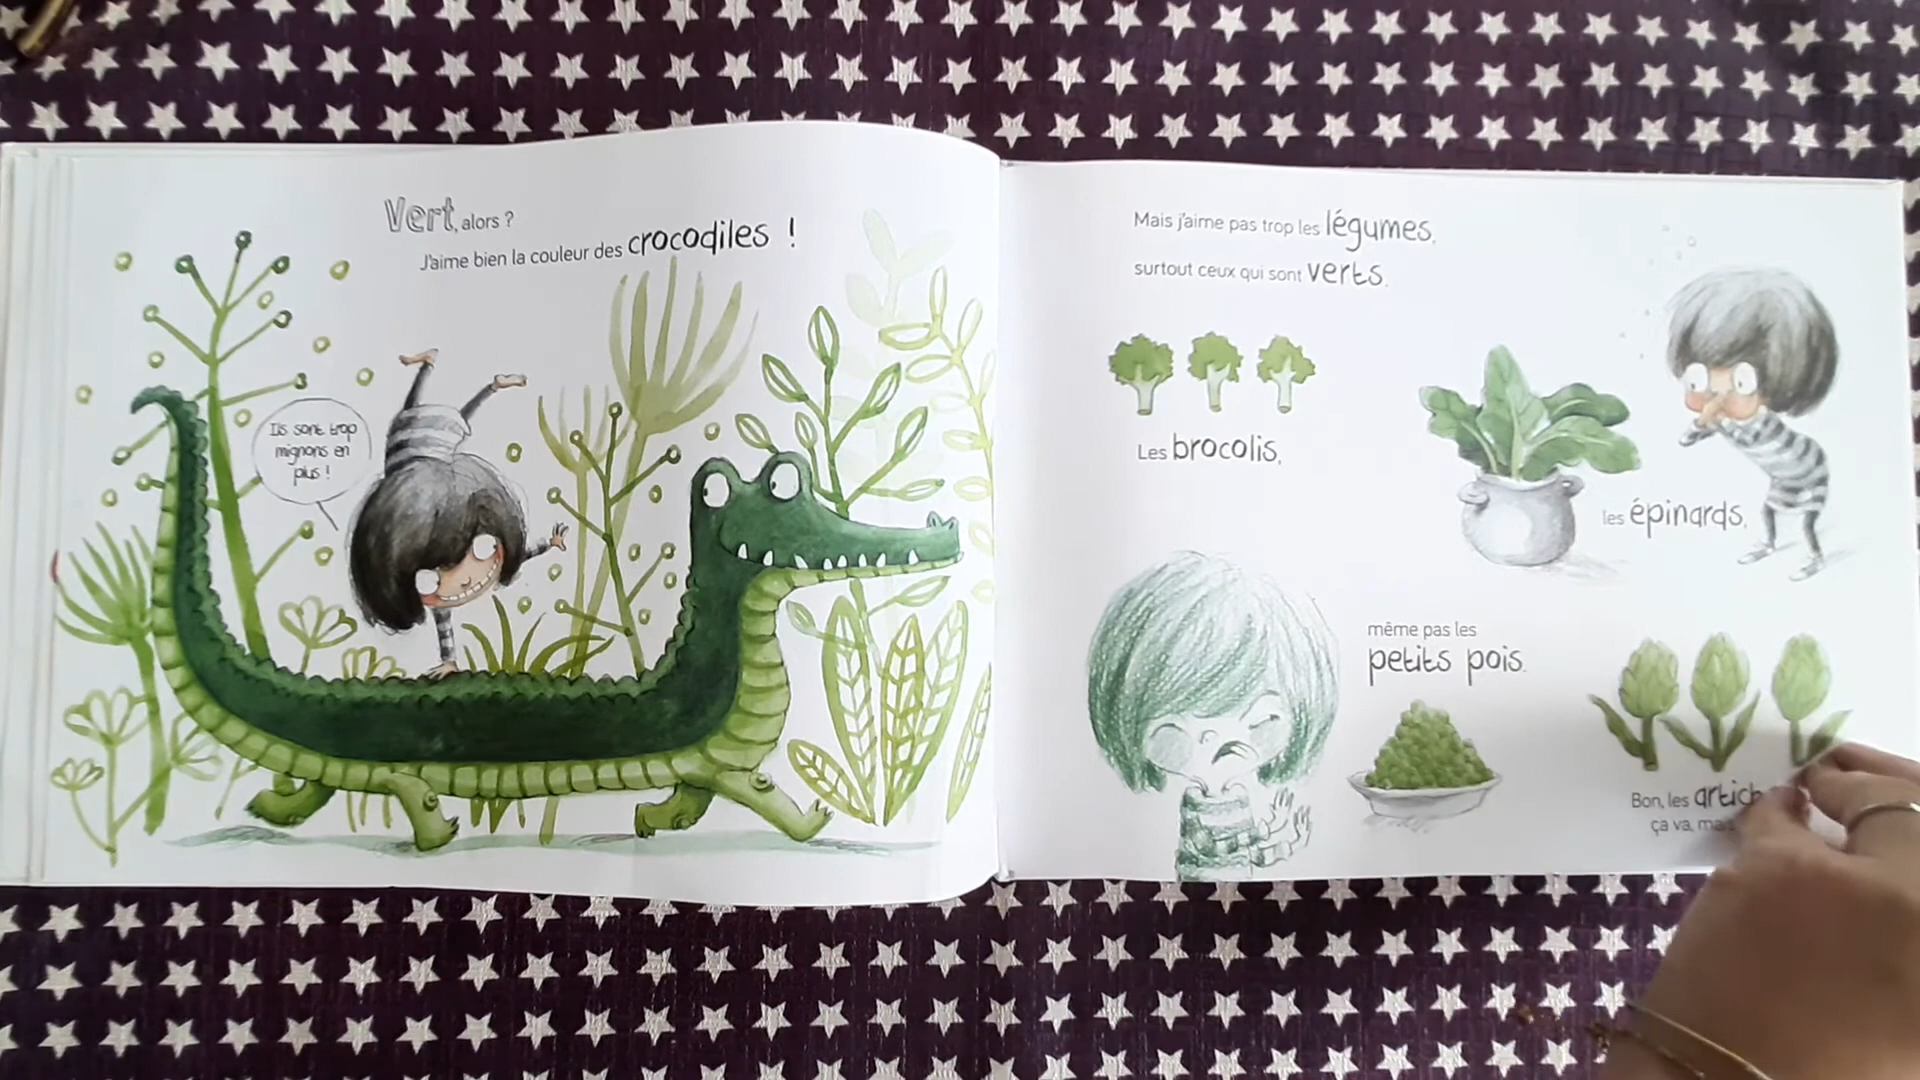 Vert, alors ?
J'aime bien la couleur des crocodiles !
Ils sont trop
mignons en
plus !
Mais j'aime pas trop les légumes,
surtout ceux qui sont verts.
Les brocolis,
les épinards,
même pas les
petits pois.
Bon, les
ça va,